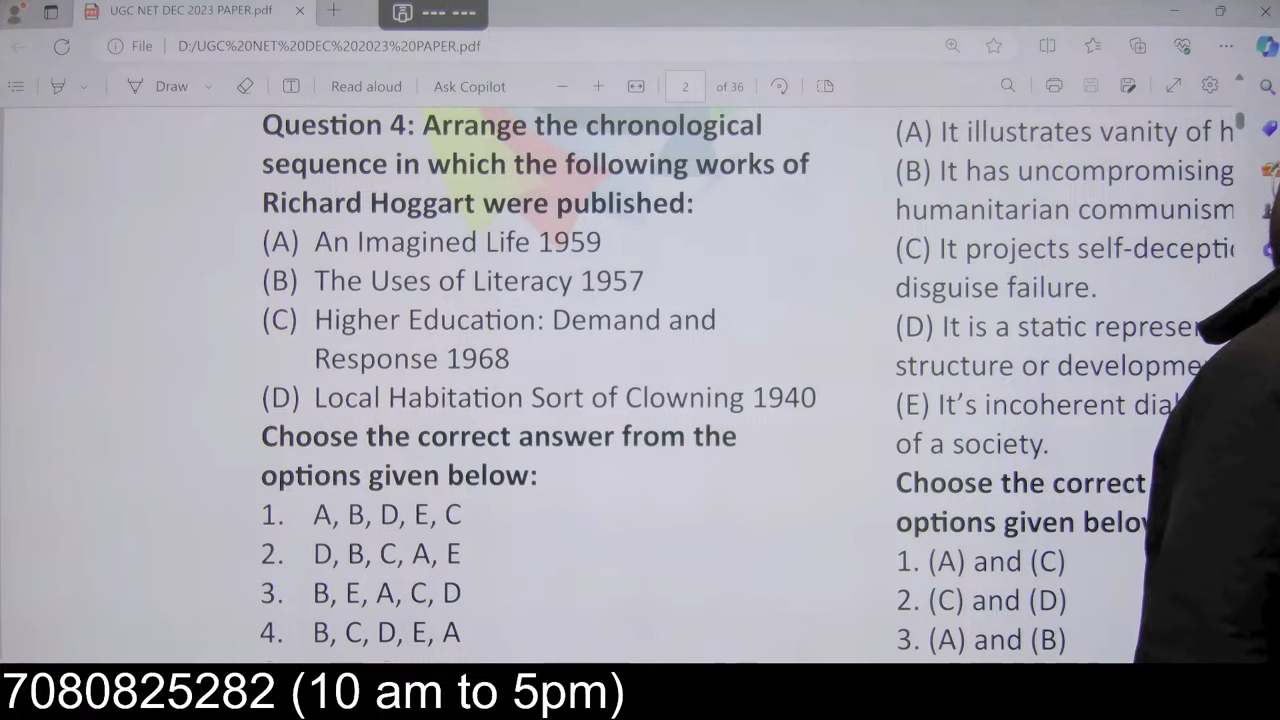 UGC NET DEC 2023 PAPER.pdf
File
D:/UGC%20NET%20DEC%202023%20PAPER.pdf
Draw
Read aloud
Ask Copilot
2
of 36
Question 4: Arrange the chronological
sequence in which the following works of
Richard Hoggart were published:
(A) An Imagined Life 1959
(B) The Uses of Literacy 1957
(C) Higher Education: Demand and
Response 1968
(D) Local Habitation Sort of Clowning 1940
Choose the correct answer from the
options given below:
1. A, B, D, E, C
2. D, B, C, A, E
3. B, E, A, C, D
4. B, C, D, E, A
(A) It illustrates vanity of h
(B) It has uncompromising
humanitarian communism
(C) It projects self-decepti
disguise failure.
(D) It is a static represe
structure or developme
(E) It’s incoherent dia
of a society.
Choose the correct
options given belo
1. (A) and (C)
2. (C) and (D)
3. (A) and (B)
7080825282 (10 am to 5pm)